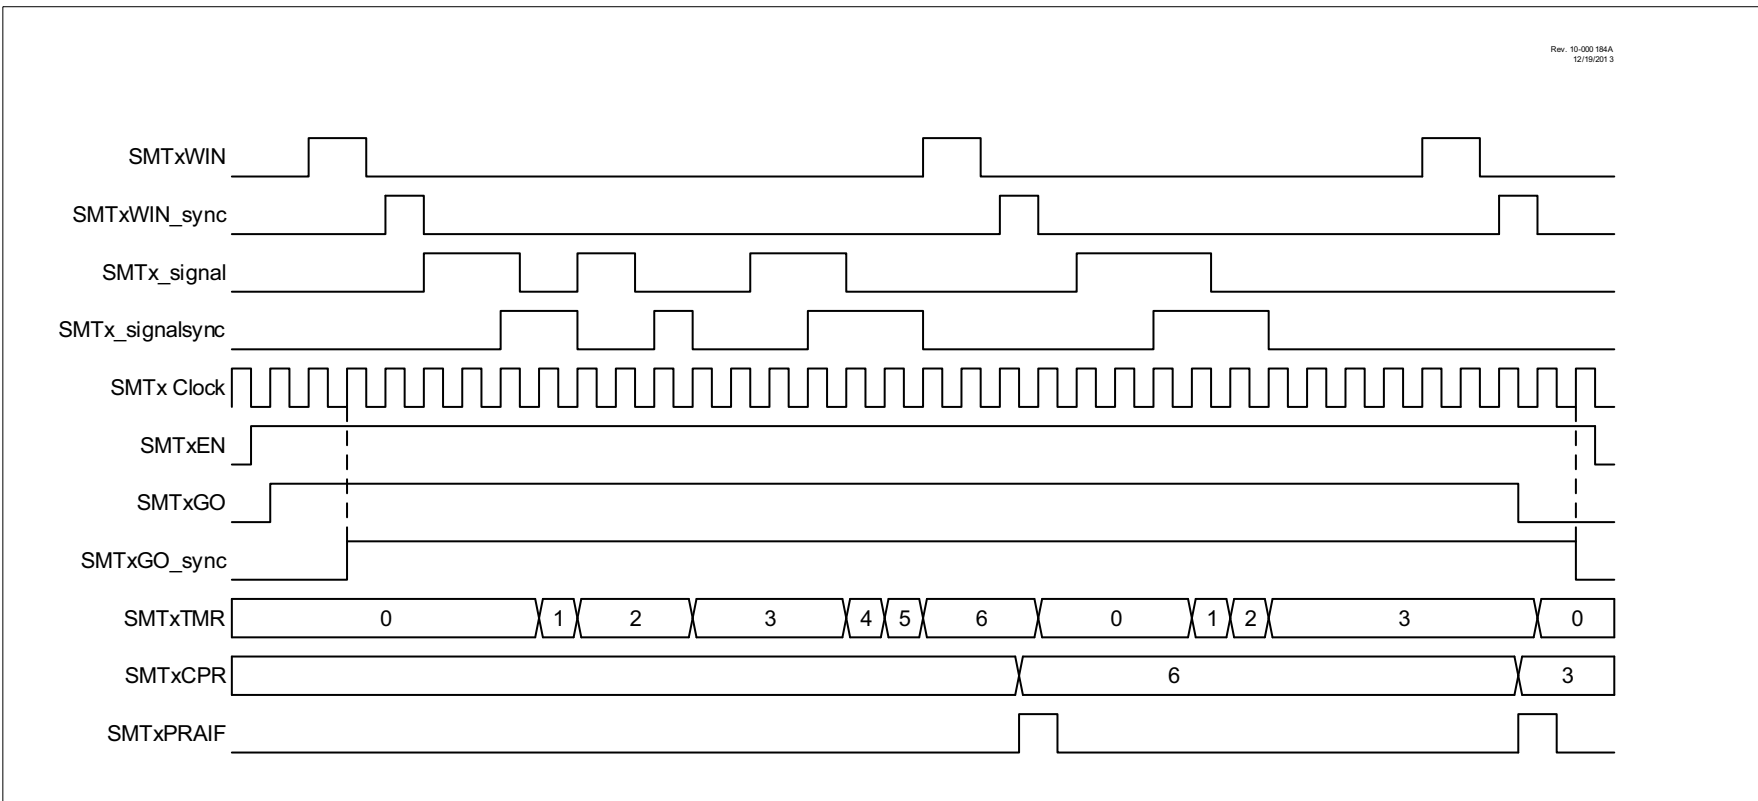 Rev. 10-000 184A
12/19/201 3
SMTxWIN
SMTxWIN_sync
SMTx_signal
SMTx_signalsync
SMTx Clock
SMTxEN
SMTxGO
SMTxGO_sync
SMTxTMR 0 1 2 3 4 5 6 0 1 2 3 0
SMTxCPR 6 3
SMTxPRAIF